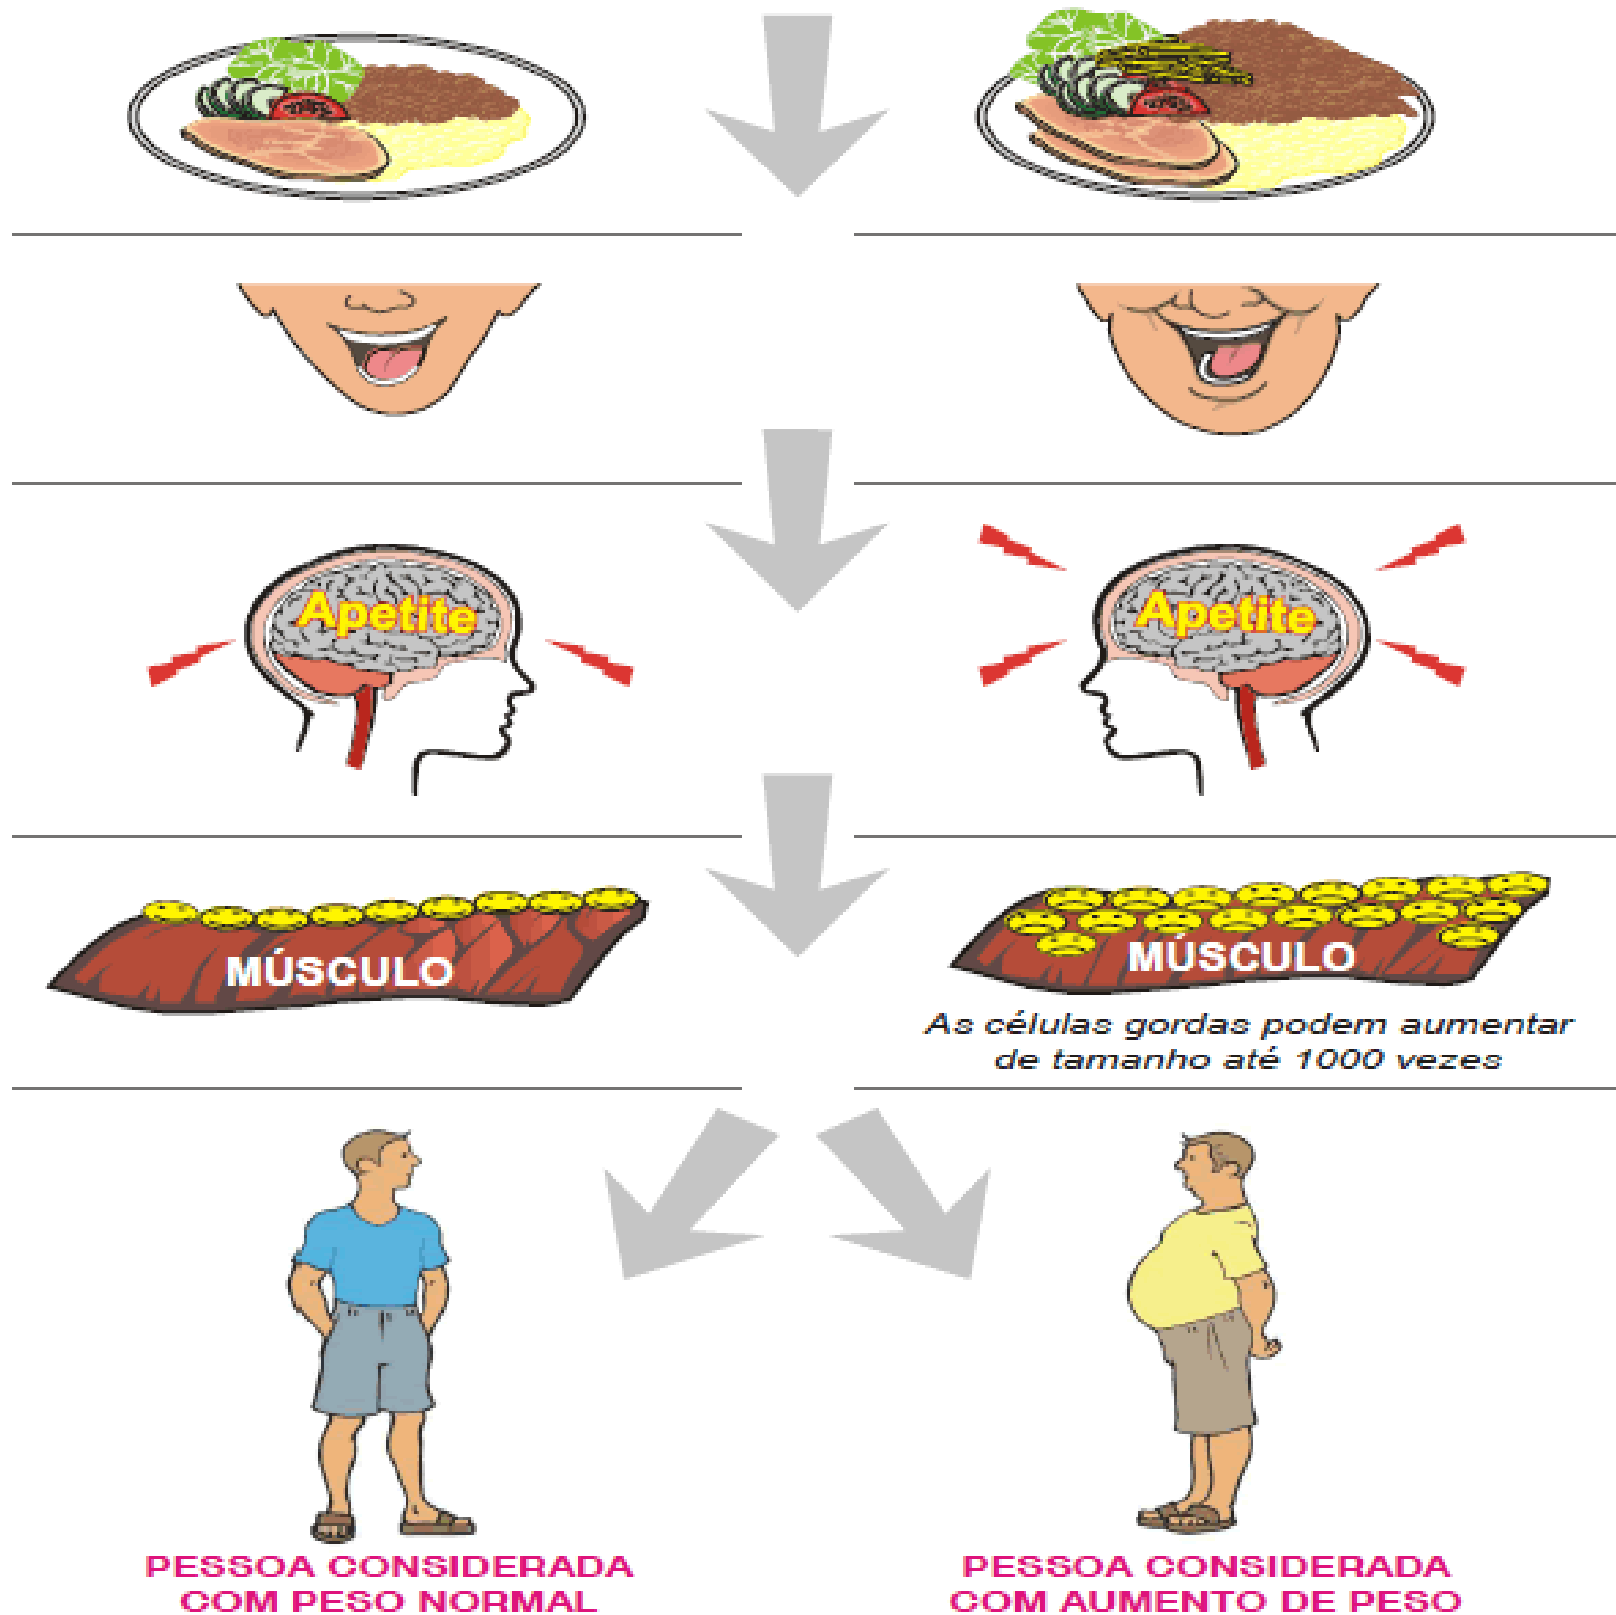 Apetite
Apetite
MÚSCULO
MÚSCULO
As células gordas podem aumentar
de tamanho até 1000 vezes
PESSOA CONSIDERADA
COM PESO NORMAL
PESSOA CONSIDERADA
COM AUMENTO DE PESO